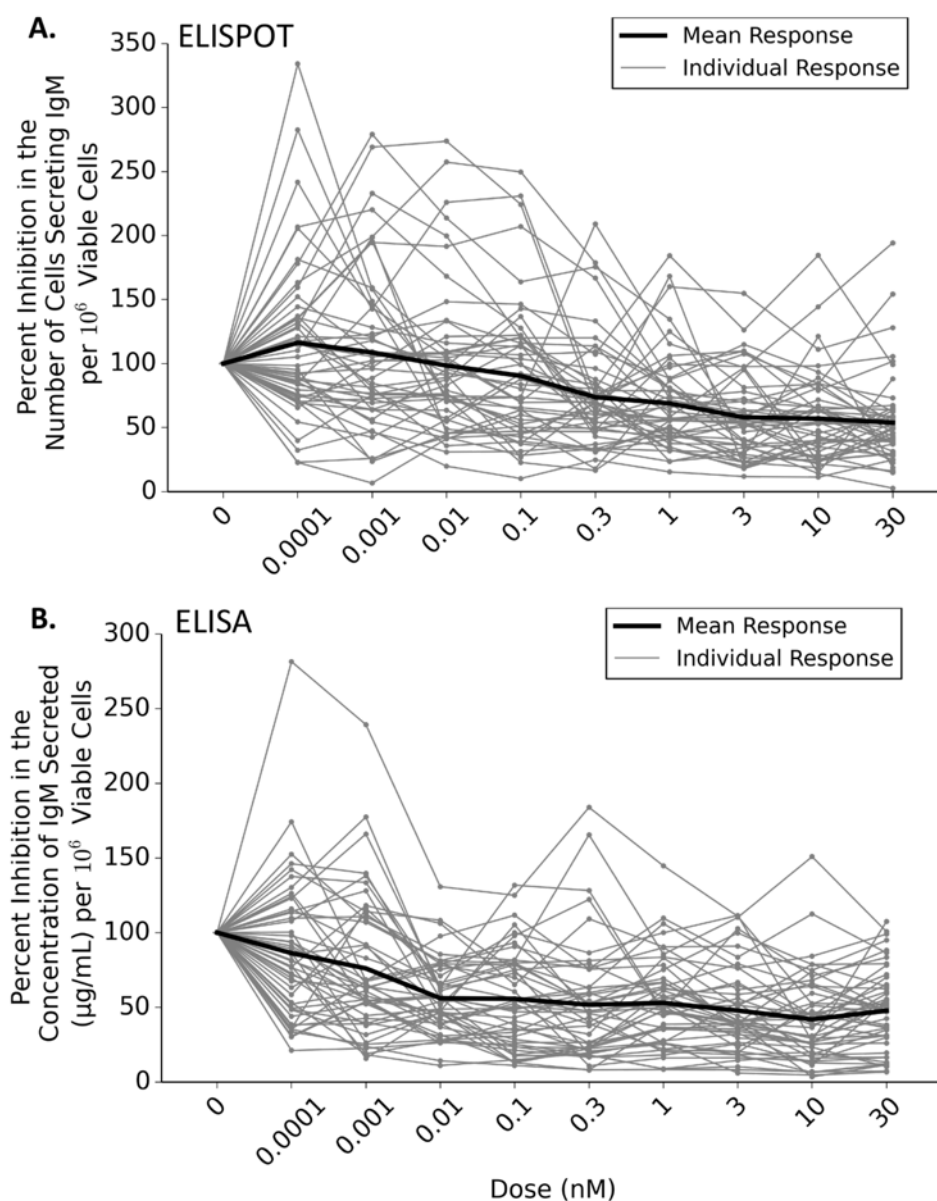 A.
ELISPOT
Mean Response
Individual Response
Percent Inhibition in the
Number of Cells Secreting IgM
per 10⁶ Viable Cells
350
300
250
200
150
100
50
0
0
0.0001
0.001
0.01
0.1
0.3
1
3
10
30
B.
ELISA
Mean Response
Individual Response
Percent Inhibition in the
Concentration of IgM Secreted
(μg/mL) per 10⁶ Viable Cells
300
250
200
150
100
50
0
0
0.0001
0.001
0.01
0.1
0.3
1
3
10
30
Dose (nM)